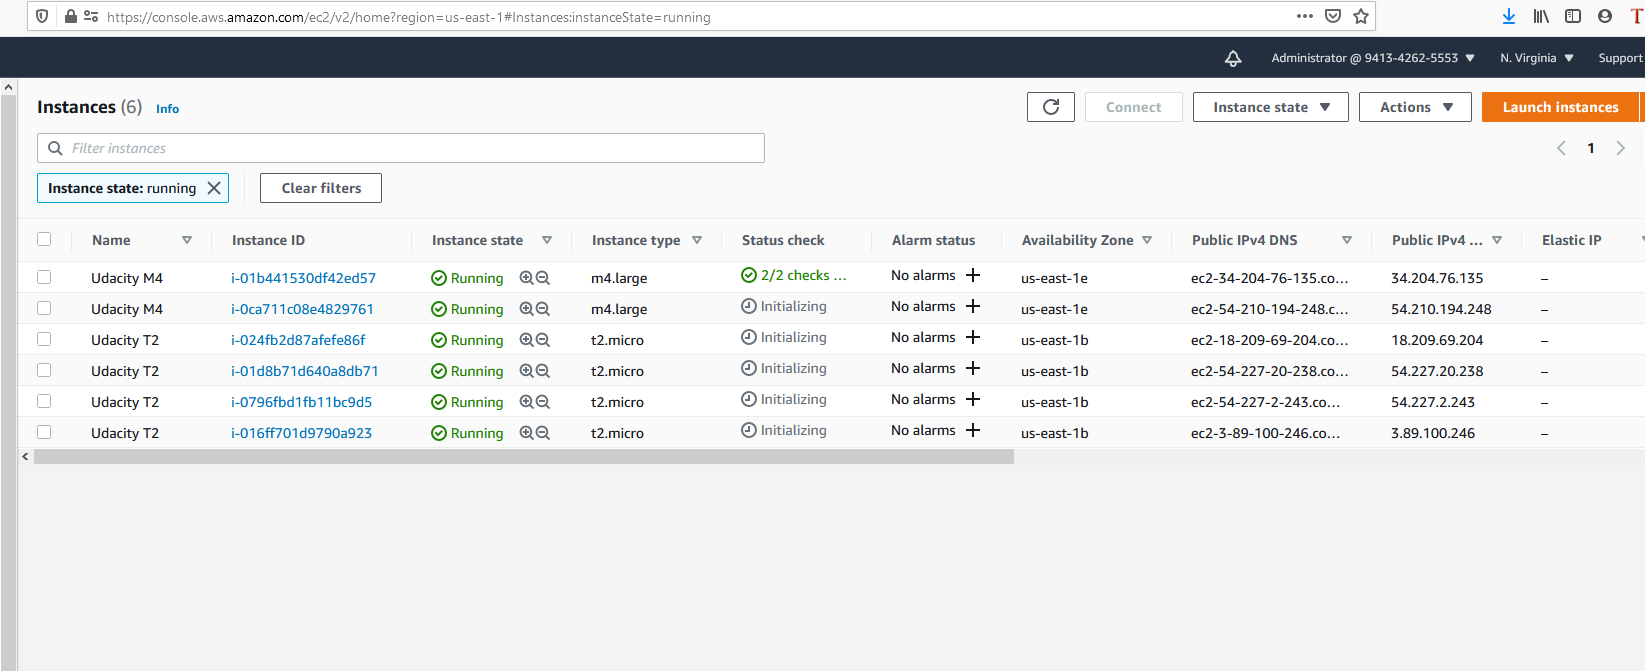 https://console.aws.amazon.com/ec2/v2/home?region=us-east-1#Instances:instanceState=running
Administrator @ 9413-4262-5553 N. Virginia Support
Instances (6) Info Connect Instance state Actions Launch instances
Filter instances 1
Instance state: running Clear filters
Name Instance ID Instance state Instance type Status check Alarm status Availability Zone Public IPv4 DNS Public IPv4 ... Elastic IP
Udacity M4 i-01b441530df42ed57 Running m4.large 2/2 checks ... No alarms + us-east-1e ec2-34-204-76-135.co... 34.204.76.135 –
Udacity M4 i-0ca711c08e4829761 Running m4.large Initializing No alarms + us-east-1e ec2-54-210-194-248.c... 54.210.194.248 –
Udacity T2 i-024fb2d87afefe86f Running t2.micro Initializing No alarms + us-east-1b ec2-18-209-69-204.co... 18.209.69.204 –
Udacity T2 i-01d8b71d640a8db71 Running t2.micro Initializing No alarms + us-east-1b ec2-54-227-20-238.co... 54.227.20.238 –
Udacity T2 i-0796fbd1fb11bc9d5 Running t2.micro Initializing No alarms + us-east-1b ec2-54-227-2-243.co... 54.227.2.243 –
Udacity T2 i-016ff701d9790a923 Running t2.micro Initializing No alarms + us-east-1b ec2-3-89-100-246.co... 3.89.100.246 –